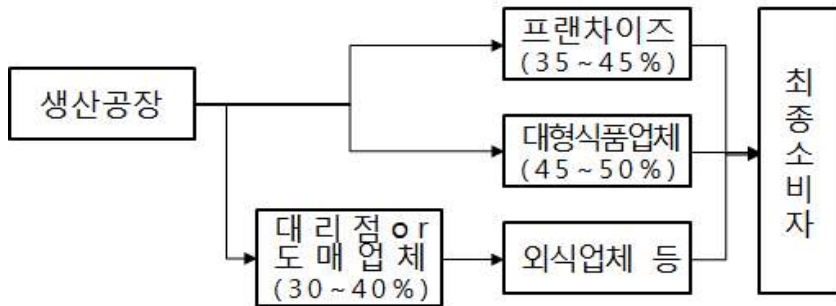 프랜차이즈
(35~45%)
생산공장
대형식품업체
(45~50%)
대리점or
도매업체
(30~40%)
외식업체 등
최종소비자